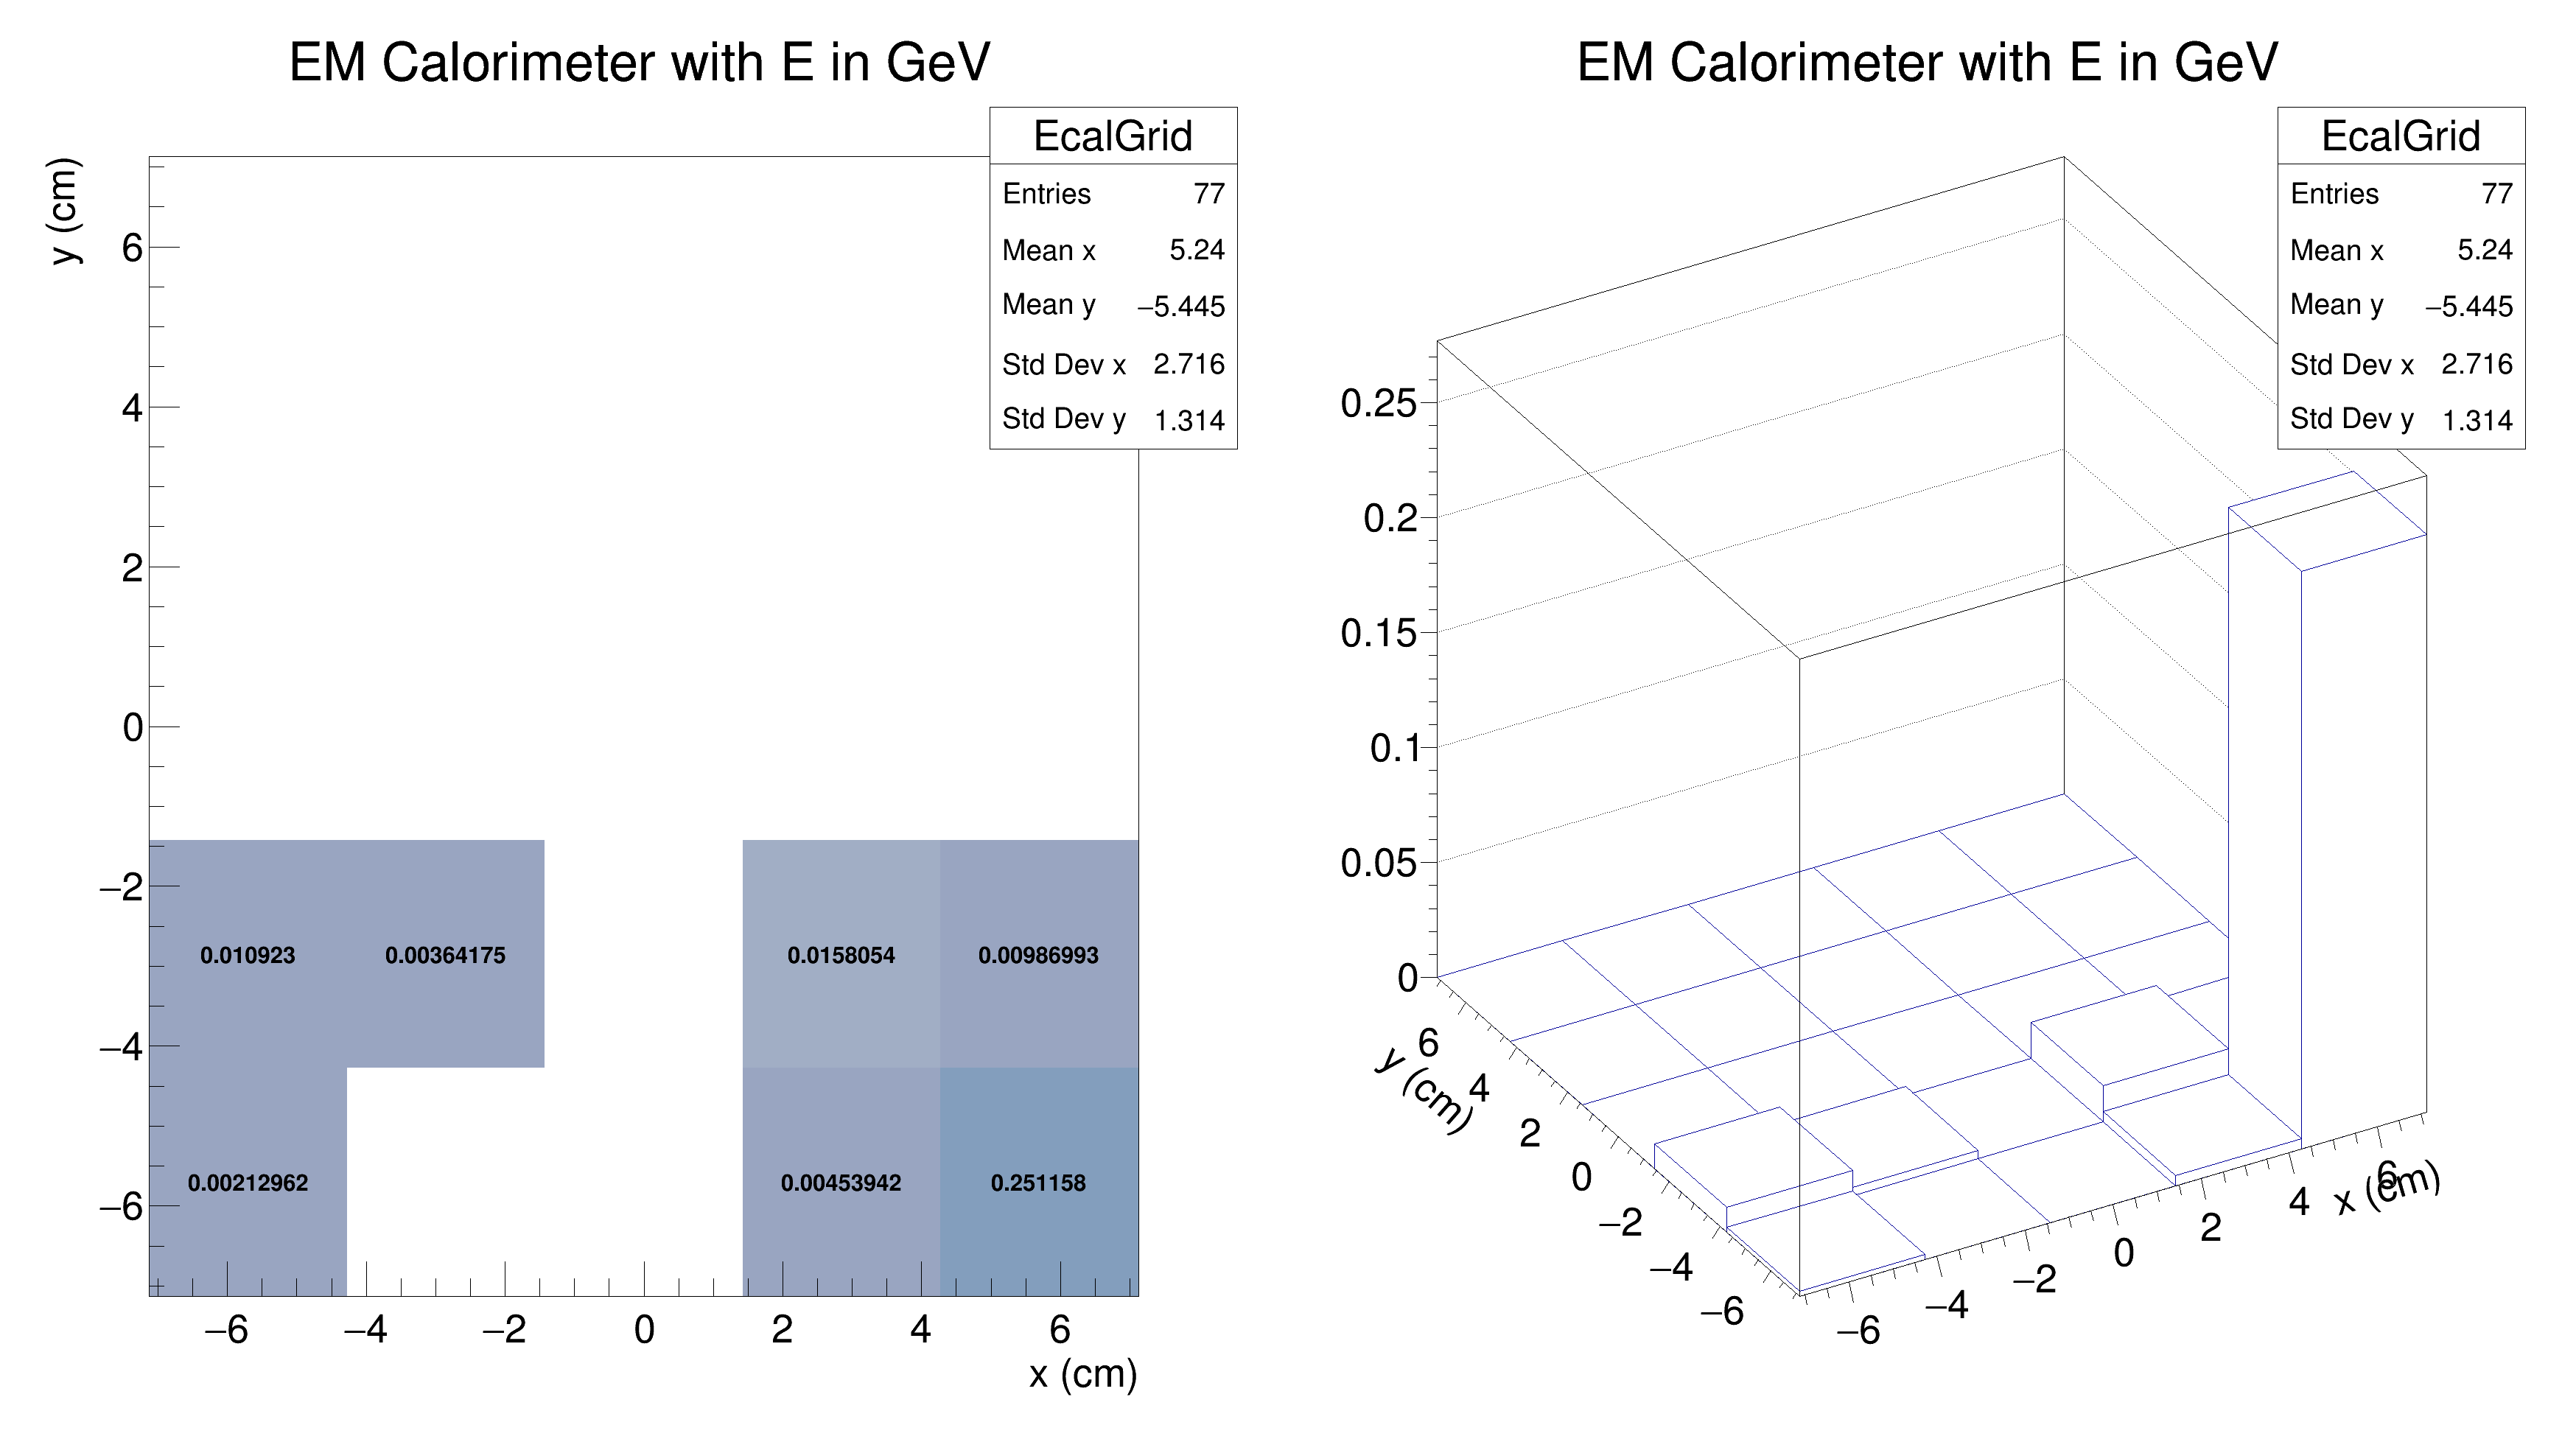 EM Calorimeter with E in GeV
EcalGrid
Entries 77
Mean x 5.24
Mean y −5.445
Std Dev x 2.716
Std Dev y 1.314
y (cm)
6
4
2
0
−2
−4
−6
0.010923 0.00364175 0.0158054 0.00986993
0.00212962 0.00453942 0.251158
−6 −4 −2 0 2 4 6
x (cm)
EM Calorimeter with E in GeV
EcalGrid
Entries 77
Mean x 5.24
Mean y −5.445
Std Dev x 2.716
Std Dev y 1.314
0.25
0.2
0.15
0.1
0.05
0
y (cm)
6
4
2
0
−2
−4
−6
−6 −4 −2 0 2 4 6
x (cm)